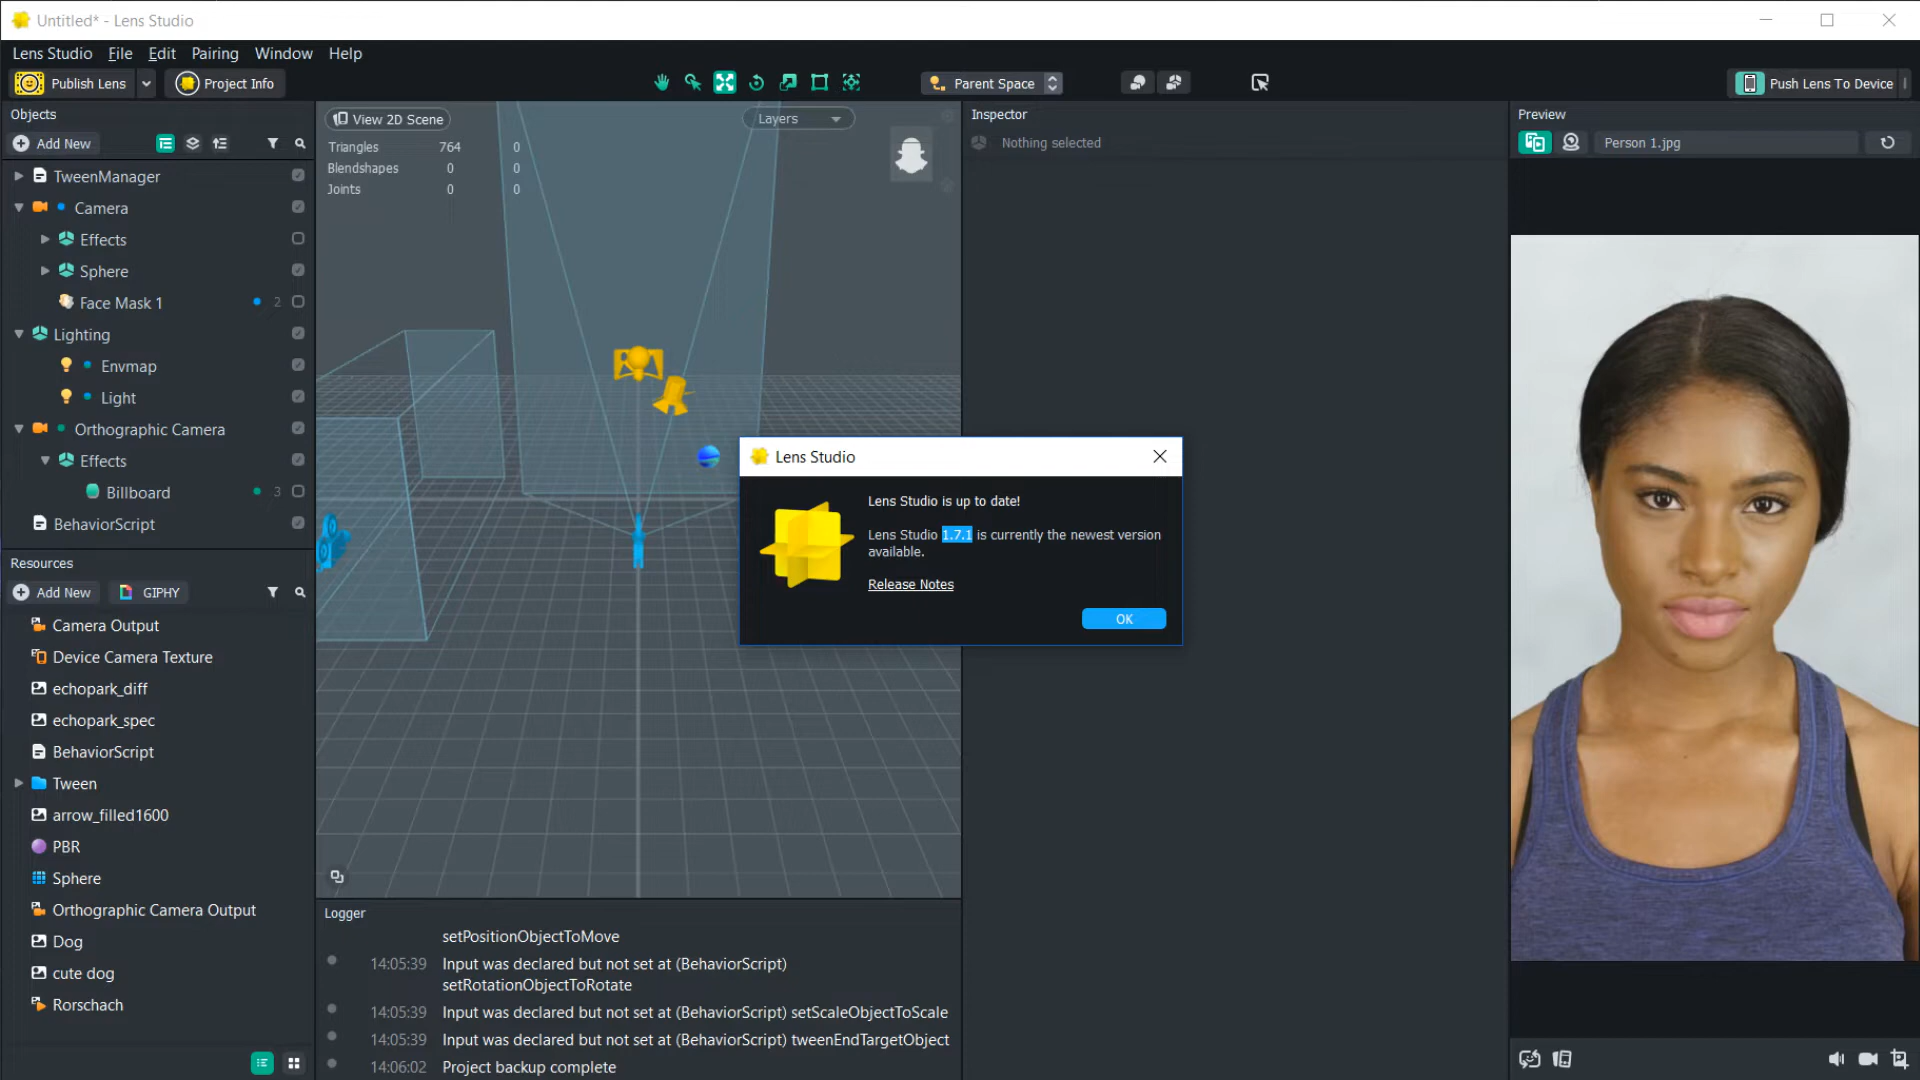 Untitled* - Lens Studio
Lens Studio File Edit Pairing Window Help
Publish Lens Project Info Parent Space Push Lens To Device
Objects
Add New
TweenManager
Camera
Effects
Sphere
Face Mask 1 2
Lighting
Envmap
Light
Orthographic Camera
Effects
Billboard 3
BehaviorScript
Resources
Add New GIPHY
Camera Output
Device Camera Texture
echopark_diff
echopark_spec
BehaviorScript
Tween
arrow_filled1600
PBR
Sphere
Orthographic Camera Output
Dog
cute dog
Rorschach
View 2D Scene Layers
Triangles 764 0
Blendshapes 0 0
Joints 0 0
Logger
setPositionObjectToMove
14:05:39 Input was declared but not set at (BehaviorScript)
setRotationObjectToRotate
14:05:39 Input was declared but not set at (BehaviorScript) setScaleObjectToScale
14:05:39 Input was declared but not set at (BehaviorScript) tweenEndTargetObject
14:06:02 Project backup complete
Inspector
Nothing selected
Lens Studio
Lens Studio is up to date!
Lens Studio 1.7.1 is currently the newest version
available.
Release Notes
OK
Preview
Person 1.jpg